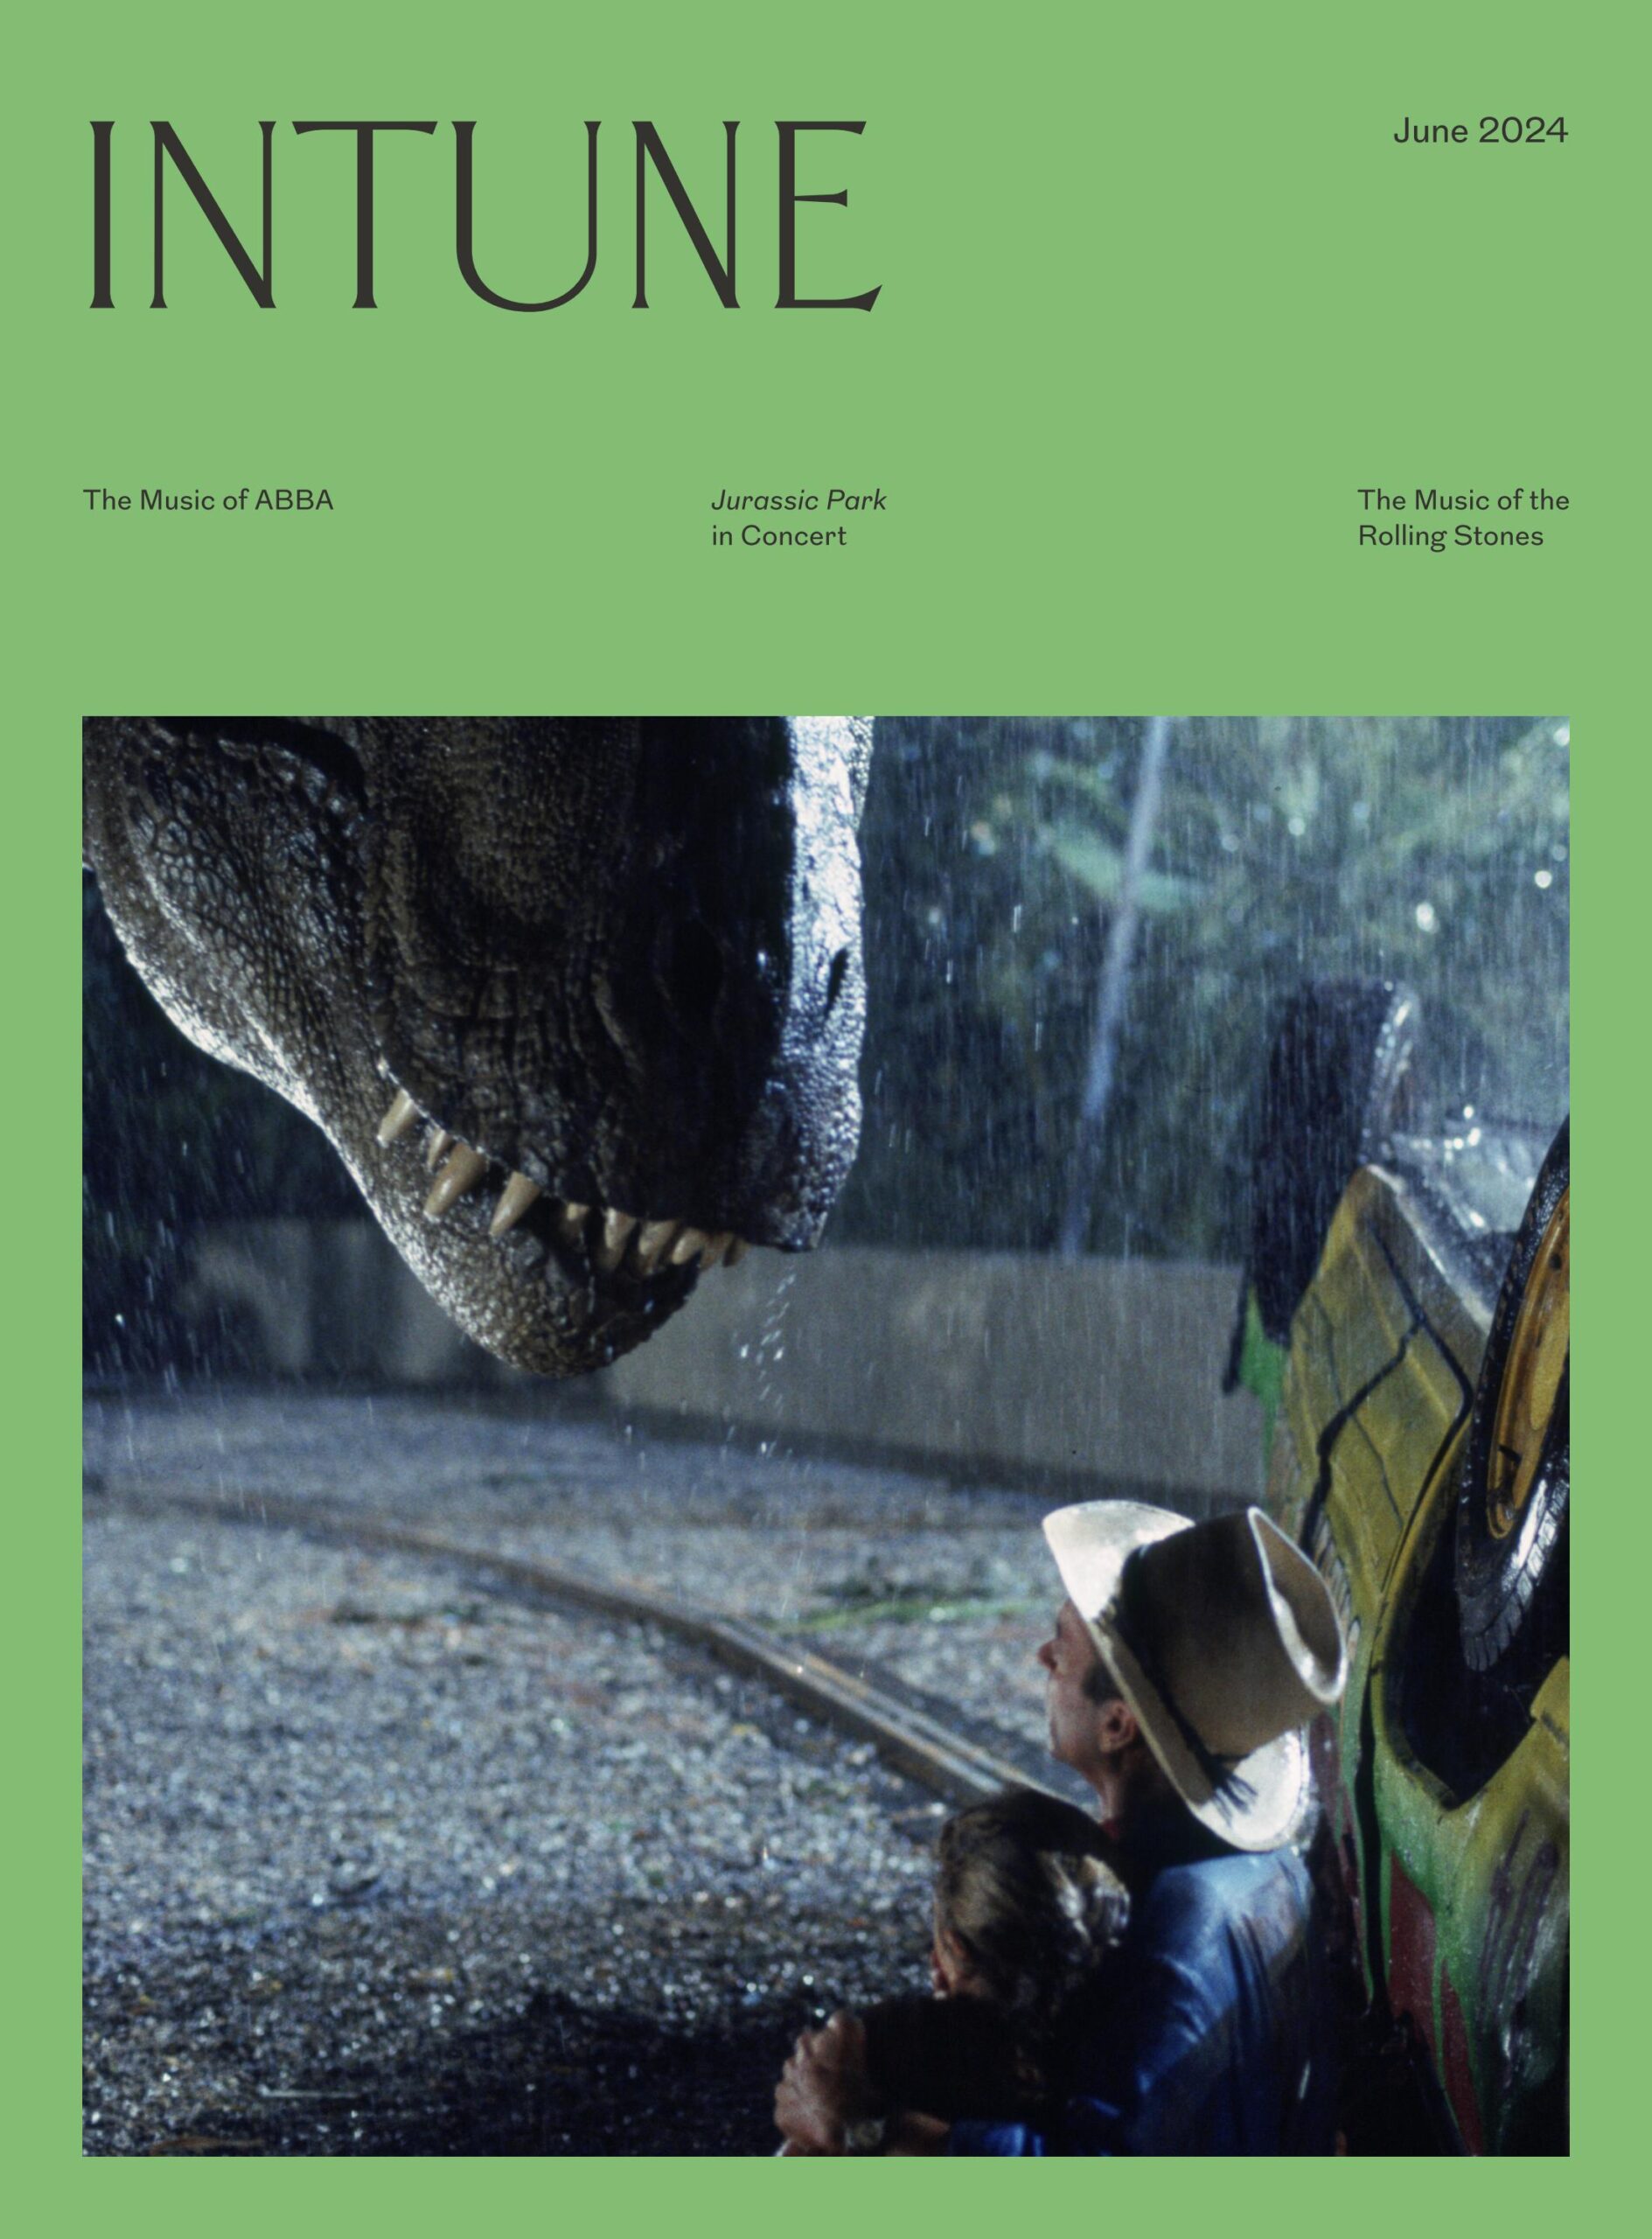 INTUNE
June 2024
The Music of ABBA
Jurassic Park
in Concert
The Music of the
Rolling Stones